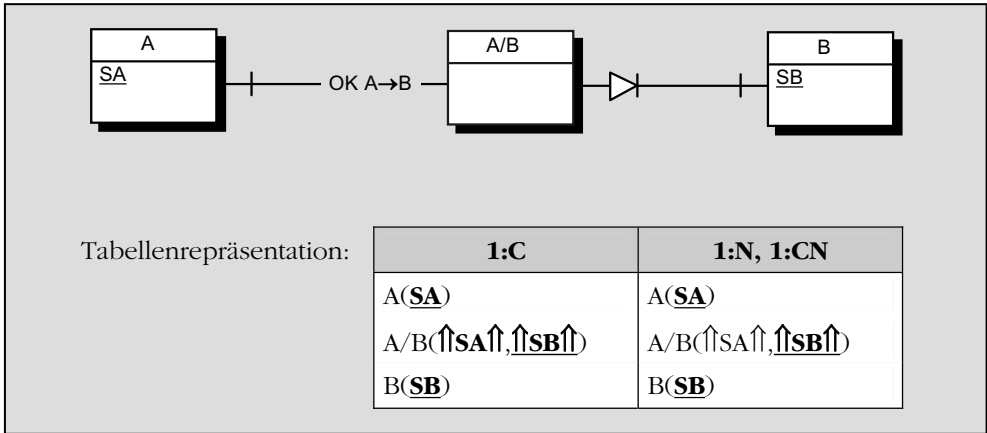 A
A/B
B
SA
OK A→B
SB
Tabellenrepräsentation:
1:C
1:N, 1:CN
A(SA)
A(SA)
A/B(⇑SA⇑,⇑SB⇑)
A/B(⇑SA⇑,⇑SB⇑)
B(SB)
B(SB)